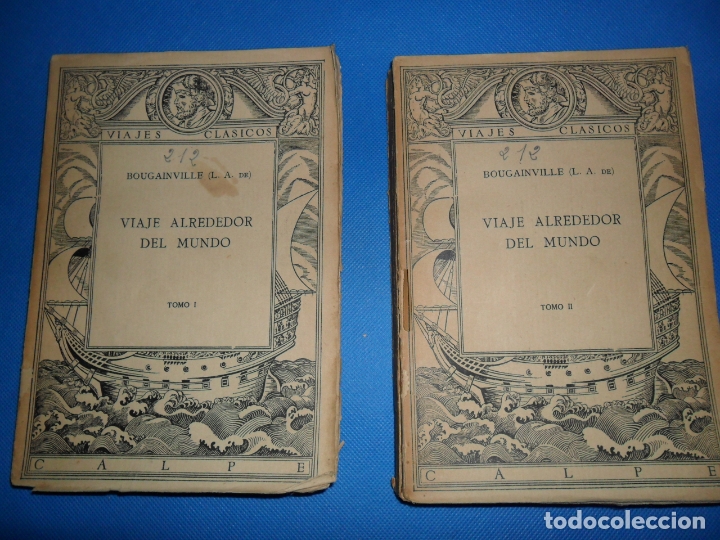 VIAJES CLASICOS
212
BOUGAINVILLE (L. A. DE)
VIAJE ALREDEDOR
DEL MUNDO
TOMO I
CALPE
VIAJES CLASICOS
212
BOUGAINVILLE (L. A. DE)
VIAJE ALREDEDOR
DEL MUNDO
TOMO II
CALPE
todocoleccion.net